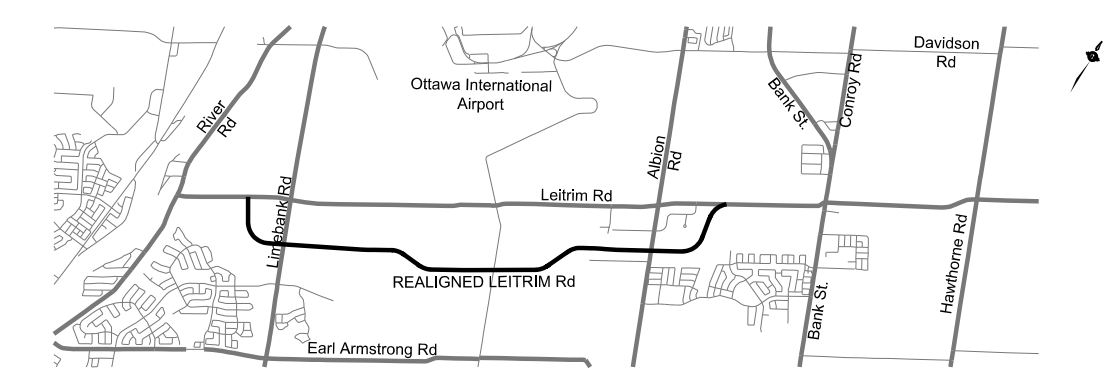 Davidson
Rd
Ottawa International
Airport
River
Rd
Bank St.
Conroy Rd
Albion
Rd
Leitrim Rd
Limebank Rd
REALIGNED LEITRIM Rd
Hawthorne Rd
Bank St.
Earl Armstrong Rd